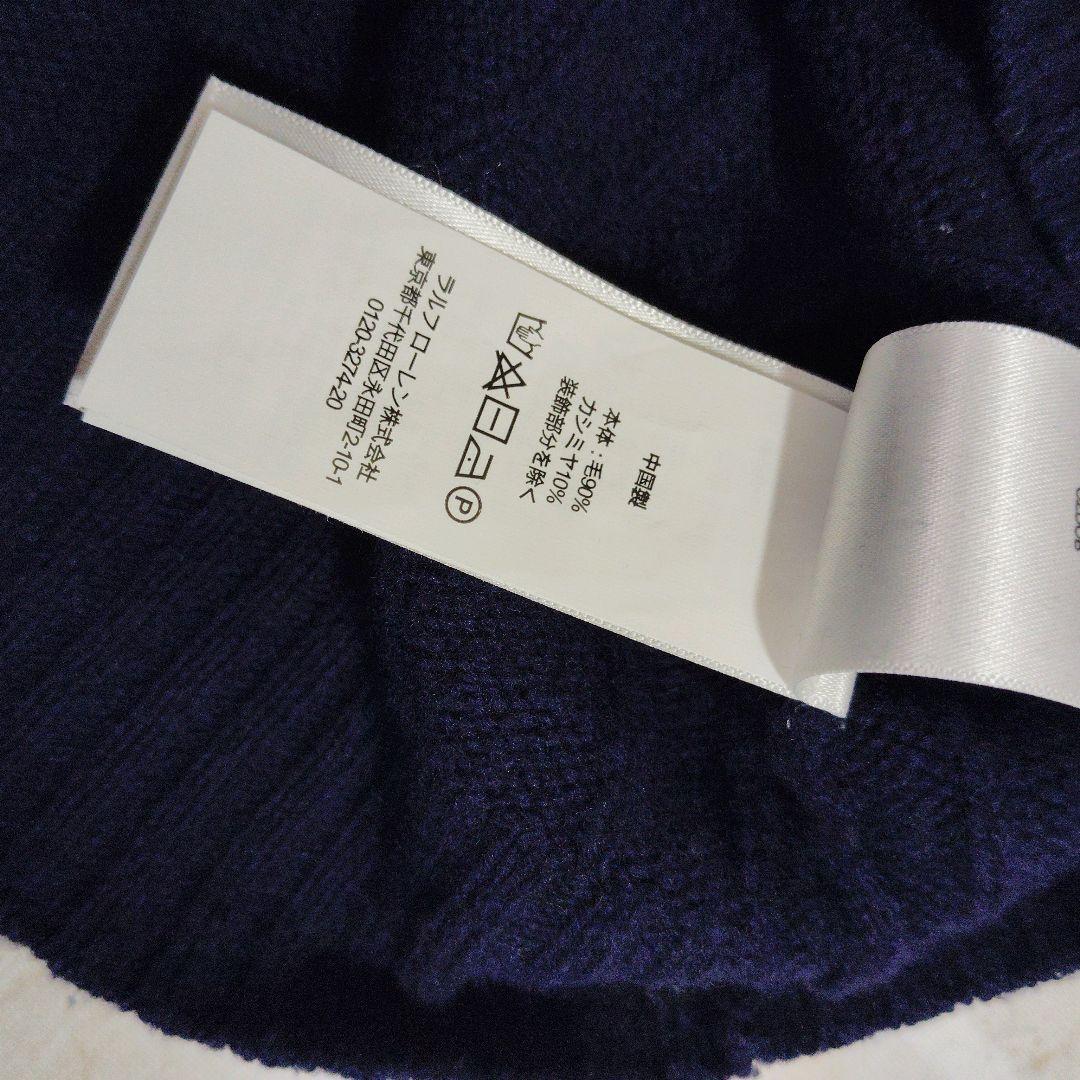 中国製
本体：毛90%
カシミヤ10%
装飾部分を除く
P
ラルフローレン株式会社
東京都千代田区永田町2-10-1
0120-3274-20